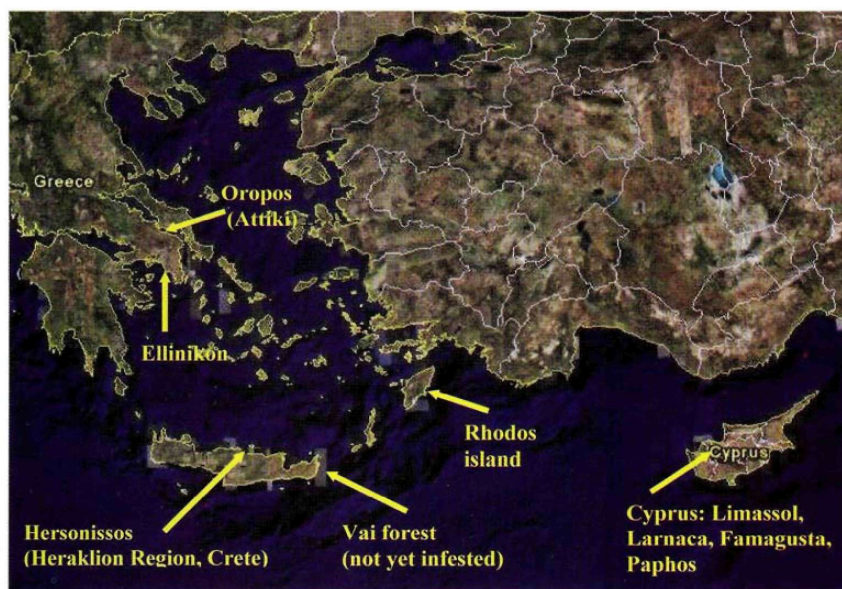 Greece
Oropos
(Attiki)
Ellinikon
Rhodos
island
Cyprus
Hersonissos
(Heraklion Region, Crete)
Vai forest
(not yet infested)
Cyprus: Limassol,
Larnaca, Famagusta,
Paphos